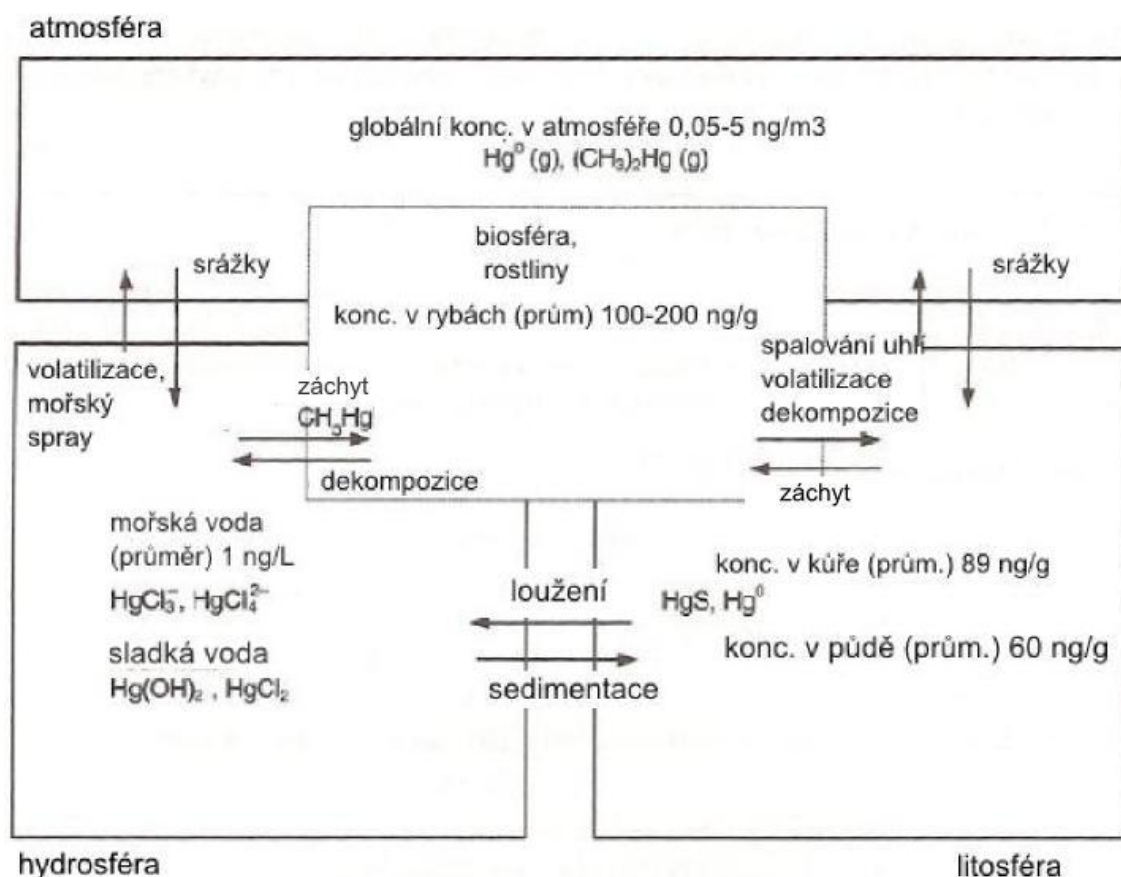 atmosféra
globální konc. v atmosféře 0,05-5 ng/m3
Hg⁰ (g), (CH₃)₂Hg (g)
biosféra,
rostliny
srážky
srážky
konc. v rybách (prům) 100-200 ng/g
volatilizace,
mořský
spray
záchyt
CH₃Hg
dekompozice
spalování uhlí
volatilizace
dekompozice
záchyt
mořská voda
(průměr) 1 ng/L
HgCl₃⁻, HgCl₄²⁻
sladká voda
Hg(OH)₂ , HgCl₂
loužení
sedimentace
konc. v kůře (prům.) 89 ng/g
HgS, Hg⁰
konc. v půdě (prům.) 60 ng/g
hydrosféra
litosféra